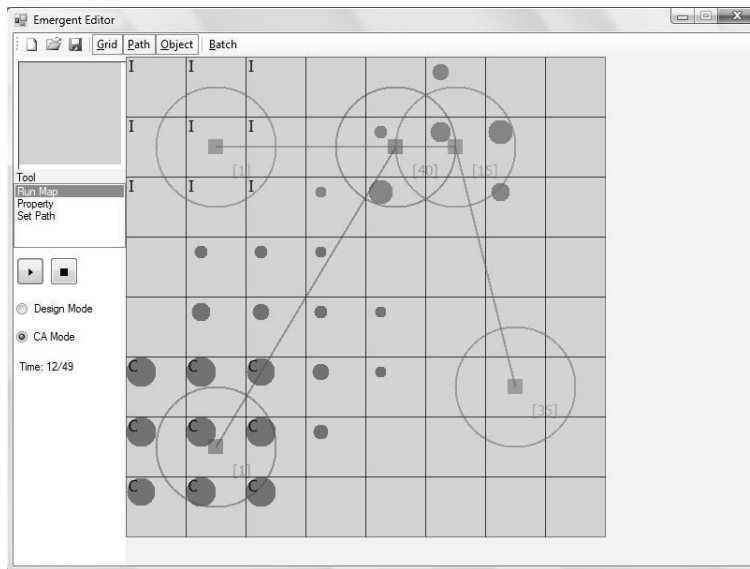 Emergent Editor
Grid Path Object Batch
I I I
I I I
[1] [40] [15]
Tool
Run Map
I I I
Property
Set Path
Design Mode
CA Mode
Time: 12/49
C C C
[35]
C C C
[1]
C C C